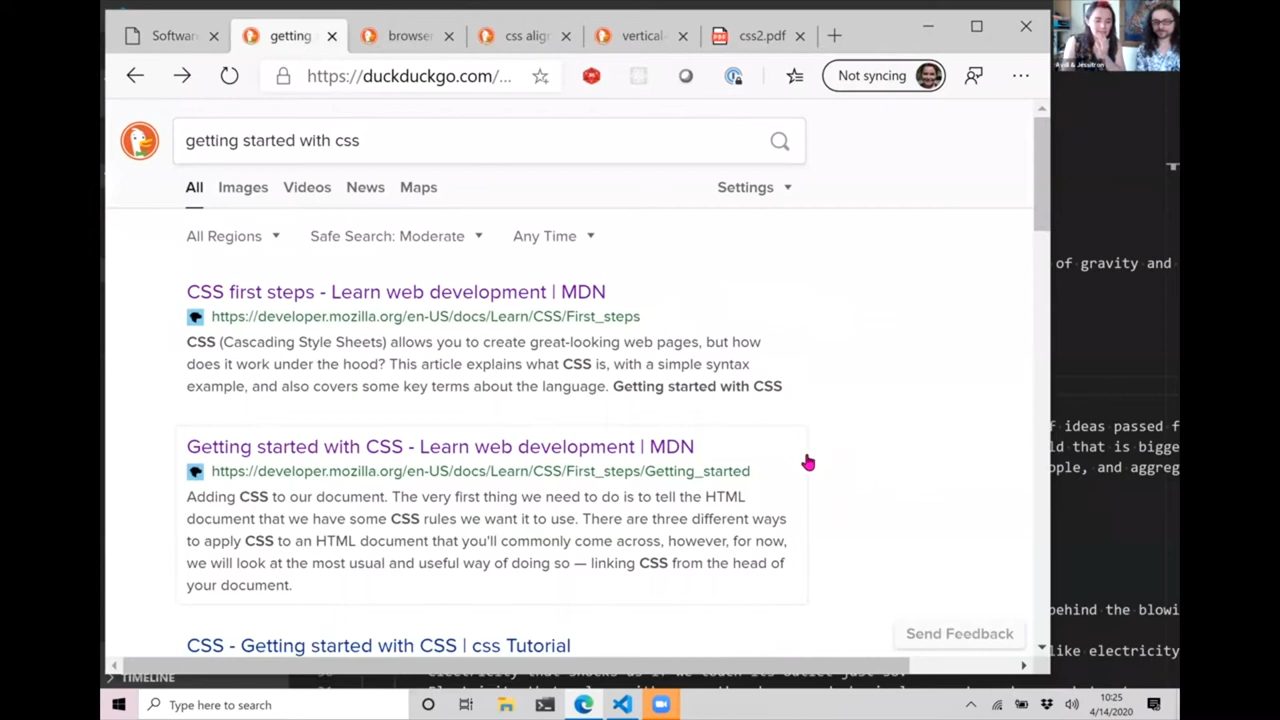 Softwar
getting
browser
css alig
vertical-
css2.pdf
https://duckduckgo.com/...
Not syncing
Avdi & Jessitron
getting started with css
All Images Videos News Maps
Settings
All Regions Safe Search: Moderate Any Time
of gravity and
CSS first steps - Learn web development | MDN
https://developer.mozilla.org/en-US/docs/Learn/CSS/First_steps
CSS (Cascading Style Sheets) allows you to create great-looking web pages, but how
does it work under the hood? This article explains what CSS is, with a simple syntax
example, and also covers some key terms about the language. Getting started with CSS
f ideas passed f
ld that is bigge
ople, and aggreg
Getting started with CSS - Learn web development | MDN
https://developer.mozilla.org/en-US/docs/Learn/CSS/First_steps/Getting_started
Adding CSS to our document. The very first thing we need to do is to tell the HTML
document that we have some CSS rules we want it to use. There are three different ways
to apply CSS to an HTML document that you'll commonly come across, however, for now,
we will look at the most usual and useful way of doing so — linking CSS from the head of
your document.
behind the blowi
CSS - Getting started with CSS | css Tutorial
Send Feedback
like electricity
TIMELINE
Type here to search
10:25
4/14/2020